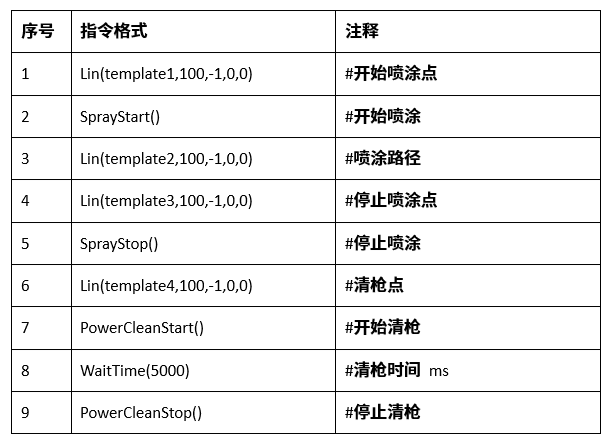 序号 指令格式 注释
1 Lin(template1,100,-1,0,0) #开始喷涂点
2 SprayStart() #开始喷涂
3 Lin(template2,100,-1,0,0) #喷涂路径
4 Lin(template3,100,-1,0,0) #停止喷涂点
5 SprayStop() #停止喷涂
6 Lin(template4,100,-1,0,0) #清枪点
7 PowerCleanStart() #开始清枪
8 WaitTime(5000) #清枪时间 ms
9 PowerCleanStop() #停止清枪